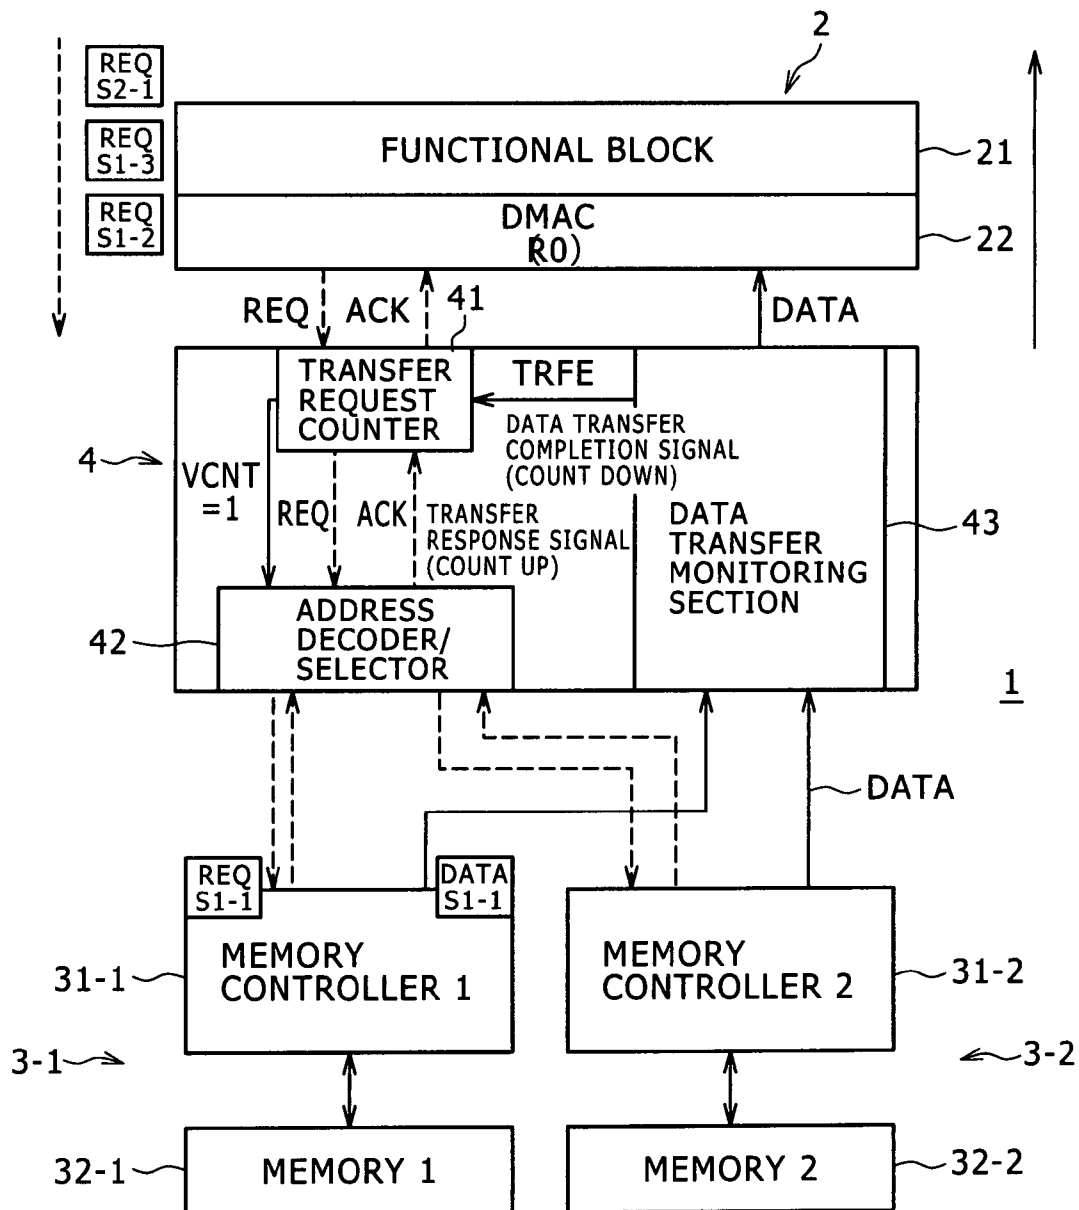 2
REQ
S2-1
REQ
S1-3
REQ
S1-2
FUNCTIONAL BLOCK
21
DMAC
(R0)
22
REQ
ACK
41
DATA
TRANSFER
REQUEST
COUNTER
TRFE
DATA TRANSFER
COMPLETION SIGNAL
(COUNT DOWN)
4
VCNT
=1
REQ
ACK
TRANSFER
RESPONSE SIGNAL
(COUNT UP)
DATA
TRANSFER
MONITORING
SECTION
43
42
ADDRESS
DECODER/
SELECTOR
1
DATA
REQ
S1-1
DATA
S1-1
MEMORY
CONTROLLER 1
31-1
MEMORY
CONTROLLER 2
31-2
3-1
3-2
32-1
MEMORY 1
MEMORY 2
32-2